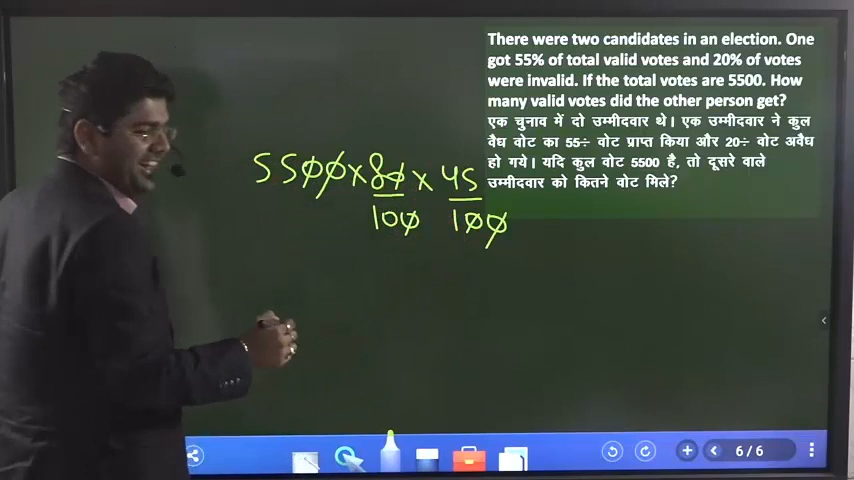 There were two candidates in an election. One
got 55% of total valid votes and 20% of votes
were invalid. If the total votes are 5500. How
many valid votes did the other person get?
एक चुनाव में दो उम्मीदवार थे। एक उम्मीदवार ने कुल
वैध वोट का 55÷ वोट प्राप्त किया और 20÷ वोट अवैध
हो गये। यदि कुल वोट 5500 है, तो दूसरे वाले
उम्मीदवार को कितने वोट मिले?
5500 × 80 × 45
100 100
6 / 6